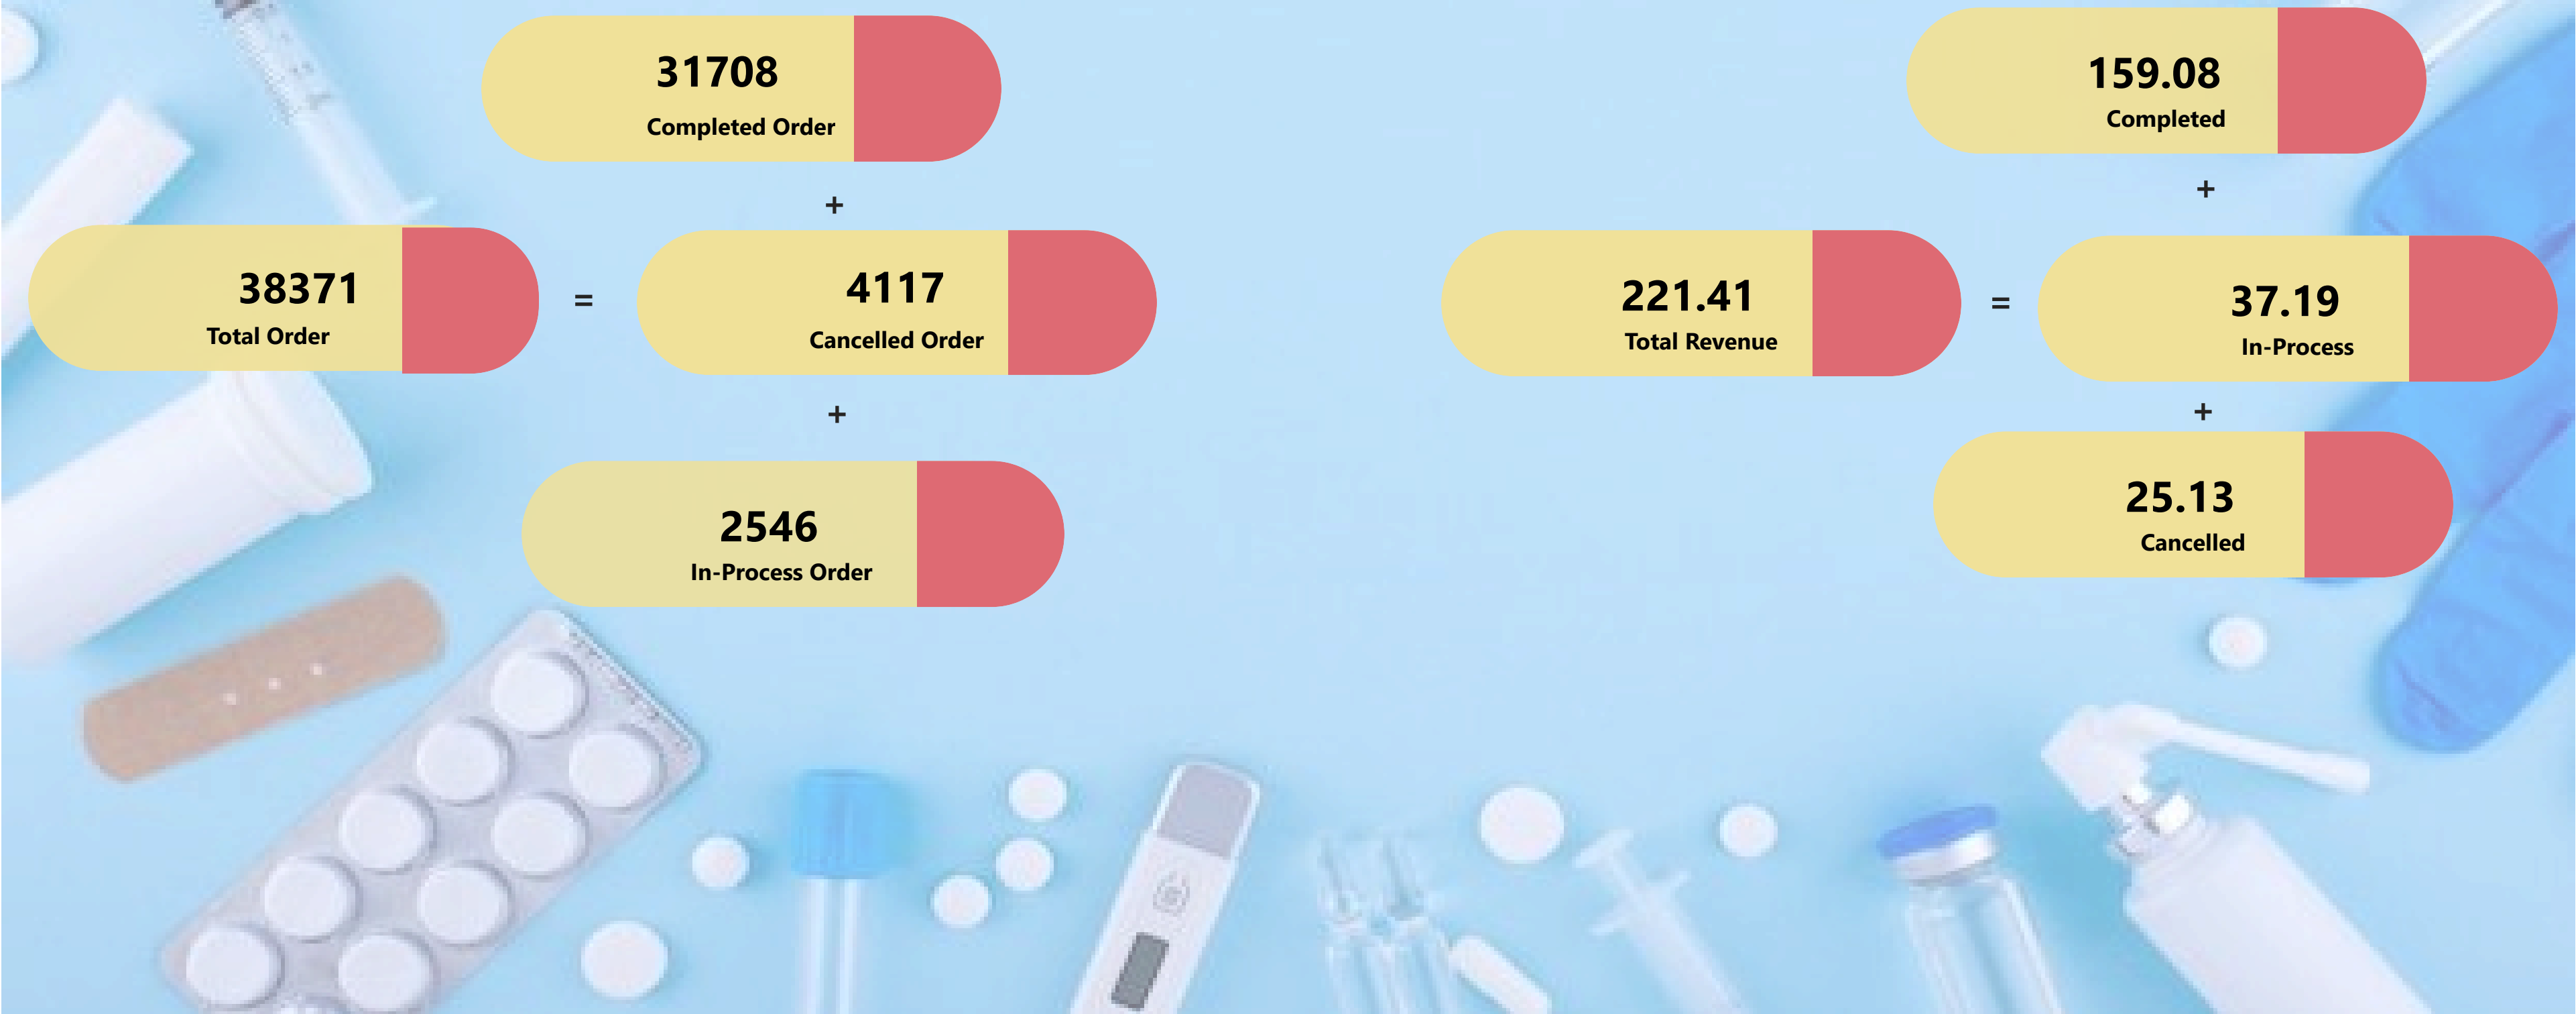 31708
Completed Order
+
38371
Total Order
=
4117
Cancelled Order
+
2546
In-Process Order
159.08
Completed
+
221.41
Total Revenue
=
37.19
In-Process
+
25.13
Cancelled